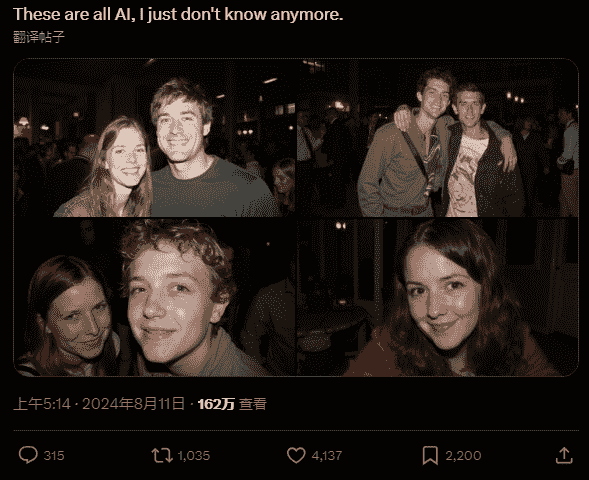 These are all AI, I just don't know anymore.
翻译帖子
上午5:14 · 2024年8月11日 · 162万 查看
315 1,035 4,137 2,200